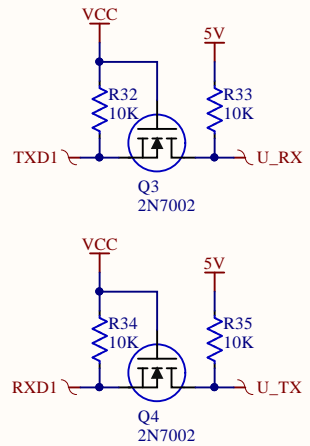 VCC
5V
R32
10K
R33
10K
TXD1
U_RX
Q3
2N7002
VCC
5V
R34
10K
R35
10K
RXD1
U_TX
Q4
2N7002